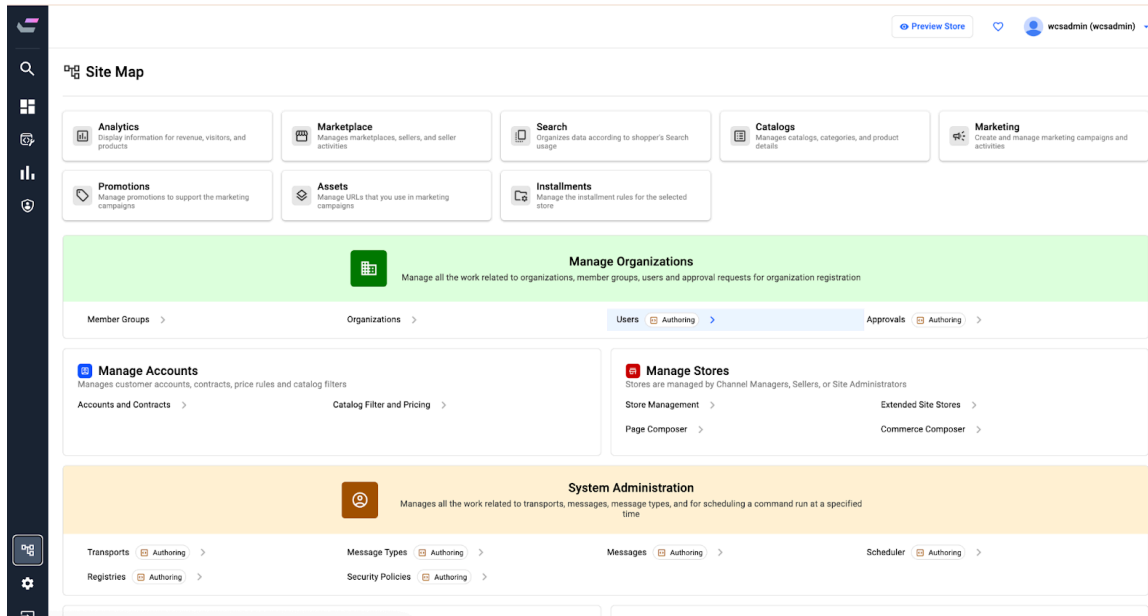 Preview Store
wcsadmin (wcsadmin)
Site Map
Analytics
Display information for revenue, visitors, and
products
Marketplace
Manages marketplaces, sellers, and seller
activities
Search
Organizes data according to shopper's Search
usage
Catalogs
Manages catalogs, categories, and product
details
Marketing
Create and manage marketing campaigns and
activities
Promotions
Manage promotions to support the marketing
campaigns
Assets
Manage URLs that you use in marketing
campaigns
Installments
Manage the installment rules for the selected
store
Manage Organizations
Manage all the work related to organizations, member groups, users and approval requests for organization registration
Member Groups
Organizations
Users Authoring
Approvals Authoring
Manage Accounts
Manages customer accounts, contracts, price rules and catalog filters
Accounts and Contracts
Catalog Filter and Pricing
Manage Stores
Stores are managed by Channel Managers, Sellers, or Site Administrators
Store Management
Extended Site Stores
Page Composer
Commerce Composer
System Administration
Manages all the work related to transports, messages, message types, and for scheduling a command run at a specified
time
Transports Authoring
Message Types Authoring
Messages Authoring
Scheduler Authoring
Registries Authoring
Security Policies Authoring